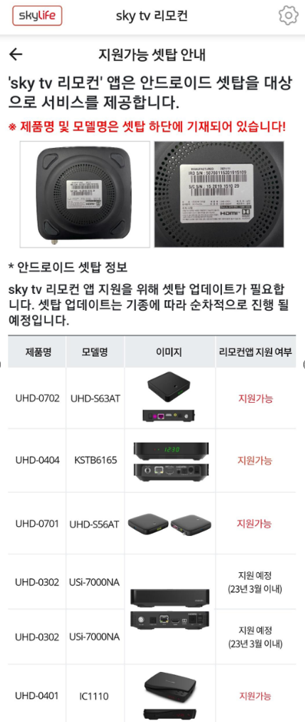 skylife
sky tv 리모컨
지원가능 셋탑 안내
'sky tv 리모컨' 앱은 안드로이드 셋탑을 대상
으로 서비스를 제공합니다.
※ 제품명 및 모델명은 셋탑 하단에 기재되어 있습니다!
HDMI
* 안드로이드 셋탑 정보
sky tv 리모컨 앱 지원을 위해 셋탑 업데이트가 필요합
니다. 셋탑 업데이트는 기종에 따라 순차적으로 진행 될
예정입니다.
제품명 모델명 이미지 리모컨앱 지원 여부
UHD-0702 UHD-S63AT 지원가능
UHD-0404 KSTB6165 지원가능
UHD-0701 UHD-S56AT 지원가능
UHD-0302 USi-7000NA 지원 예정
(23년 3월 이내)
UHD-0302 USi-7000NA 지원 예정
(23년 3월 이내)
UHD-0401 IC1110 지원가능